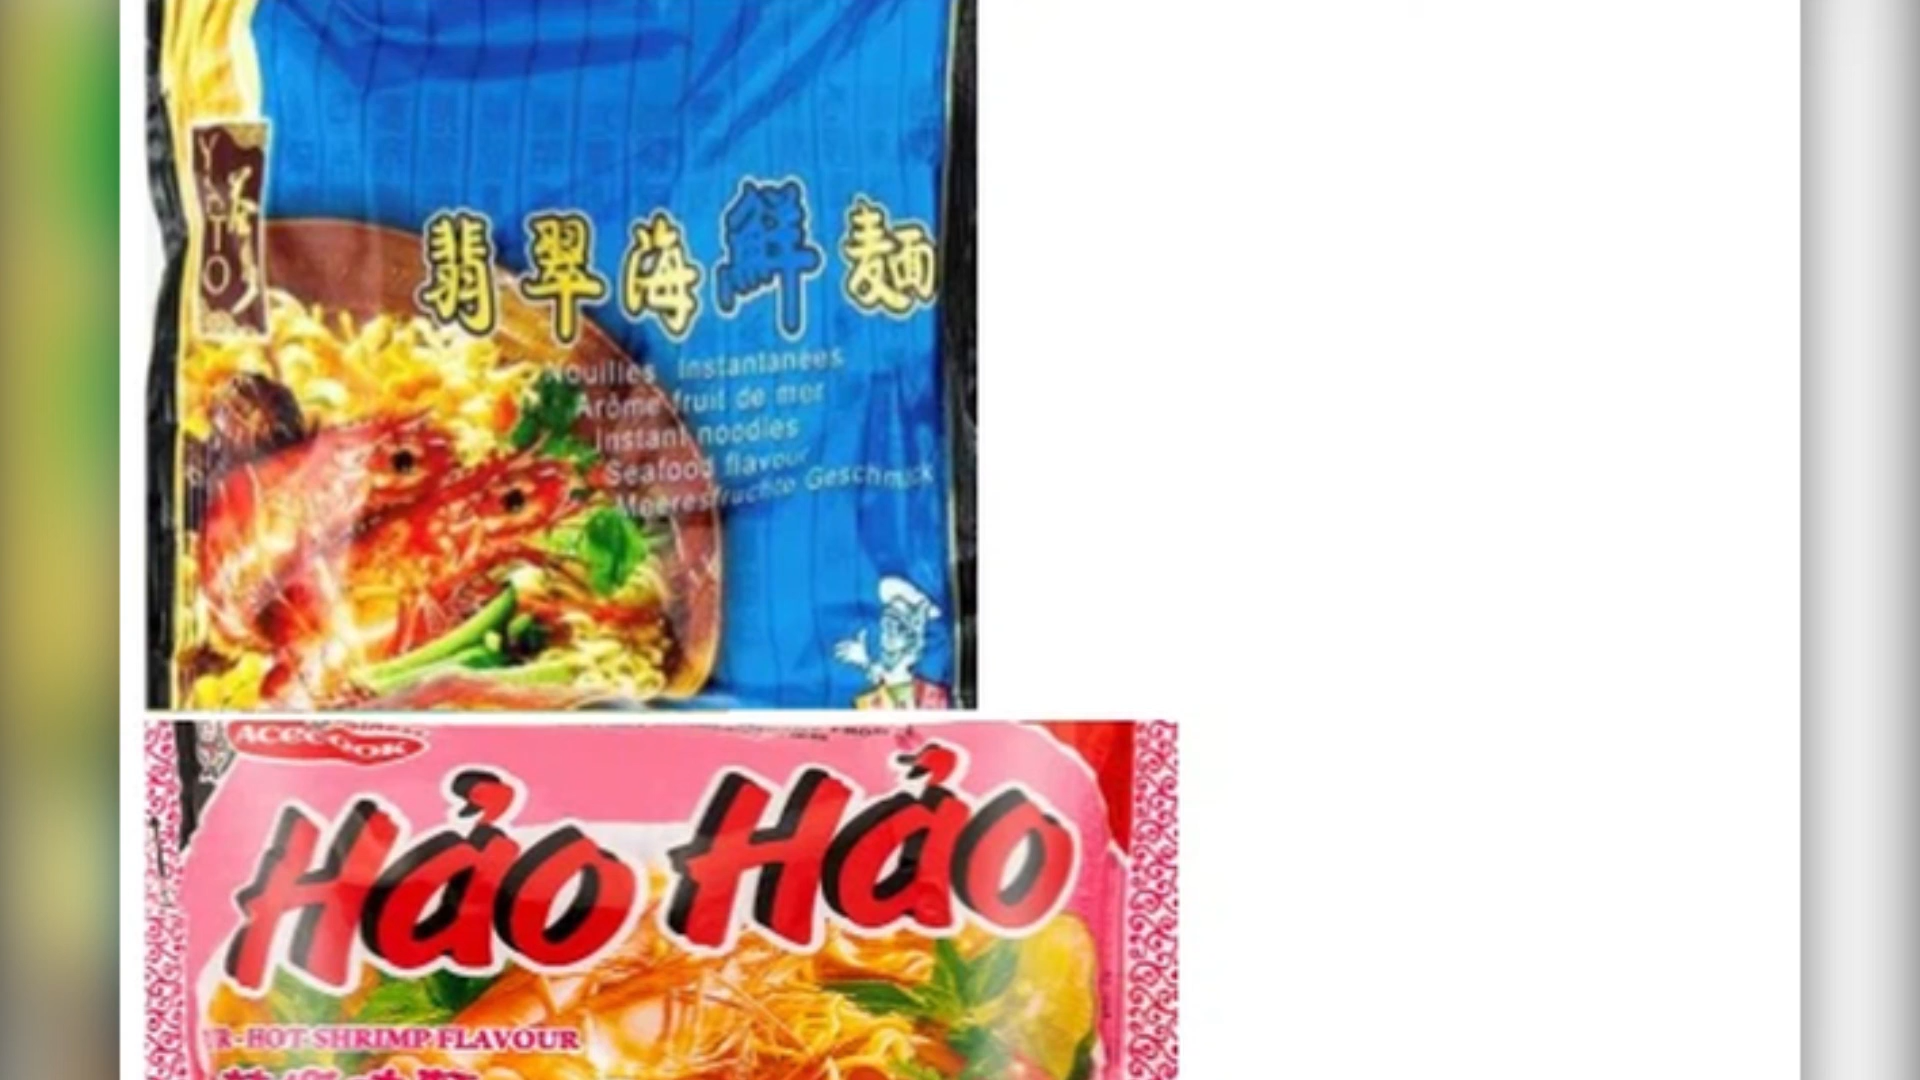 YATO
翡翠海鮮麵
Nouilles Instantanées
Arôme fruit de mer
Instant noodles
Seafood flavour
Meeresfruchte Geschmack
ACECOOK
Hảo Hảo
R-HOT SHRIMP FLAVOUR